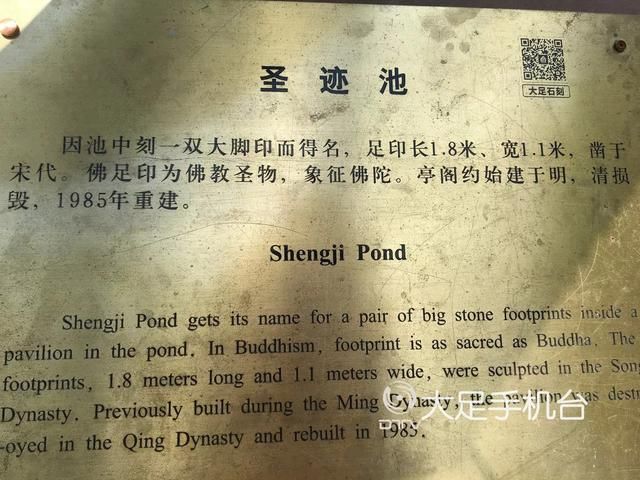 大足石刻
圣迹池
因池中刻一双大脚印而得名，足印长1.8米、宽1.1米，凿于
宋代。佛足印为佛教圣物，象征佛陀。亭阁约始建于明，清损
毁，1985年重建。
Shengji Pond
Shengji Pond gets its name for a pair of big stone footprints inside a
pavilion in the pond. In Buddhism, footprint is as sacred as Buddha. The
footprints, 1.8 meters long and 1.1 meters wide, were sculpted in the Song
Dynasty. Previously built during the Ming Dynasty, the pavilion was destr
-oyed in the Qing Dynasty and rebuilt in 1985.
大足手机台